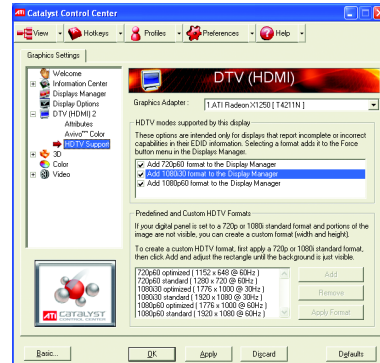 Catalyst Control Center
View
Hotkeys
Profiles
Preferences
Help
Graphics Settings
Welcome
Information Center
Displays Manager
Display Options
DTV (HDMI) 2
Attributes
Avivo™ Color
HDTV Support
3D
Color
Video
DTV (HDMI)
Graphics Adapter :
1.ATI Radeon X1250 [ T4211N ]
HDTV modes supported by this display
These options are intended only for displays that report incomplete or incorrect
capabilities in their EDID information. Selecting a format adds it to the Force
button menu in the Displays Manager.
Add 720p60 format to the Display Manager
Add 1080i30 format to the Display Manager
Add 1080p60 format to the Display Manager
Predefined and Custom HDTV Formats
If your digital panel is set to a 720p or 1080i standard format and portions of the
image are not visible, you can create a custom format (width and height).
To create a custom HDTV format, first apply a 720p or 1080i standard format,
then click Add and adjust the rectangle until the background is just visible.
720p60 optimized ( 1152 x 648 @ 60Hz )
720p60 standard ( 1280 x 720 @ 60Hz )
1080i30 optimized ( 1776 x 1000 @ 30Hz )
1080i30 standard ( 1920 x 1080 @ 30Hz )
1080p60 optimized ( 1776 x 1000 @ 60Hz )
1080p60 standard ( 1920 x 1080 @ 60Hz )
Add
Remove
Apply Format
ATI CATALYST
CONTROL CENTER
Basic...
OK
Apply
Discard
Defaults